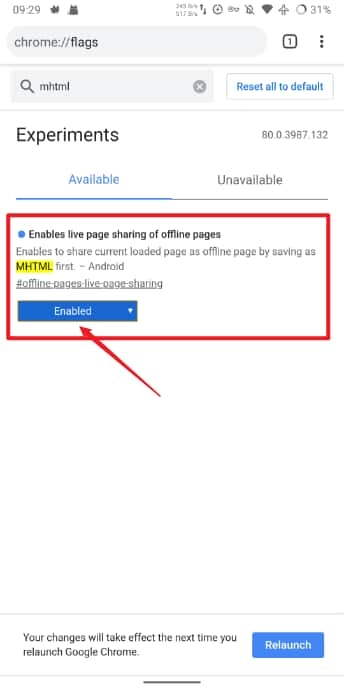 09:29
245 B/s
517 B/s
31%
chrome://flags
1
mhtml
Reset all to default
Experiments
80.0.3987.132
Available
Unavailable
Enables live page sharing of offline pages
Enables to share current loaded page as offline page by saving as
MHTML first. – Android
#offline-pages-live-page-sharing
Enabled
Your changes will take effect the next time you
relaunch Google Chrome.
Relaunch